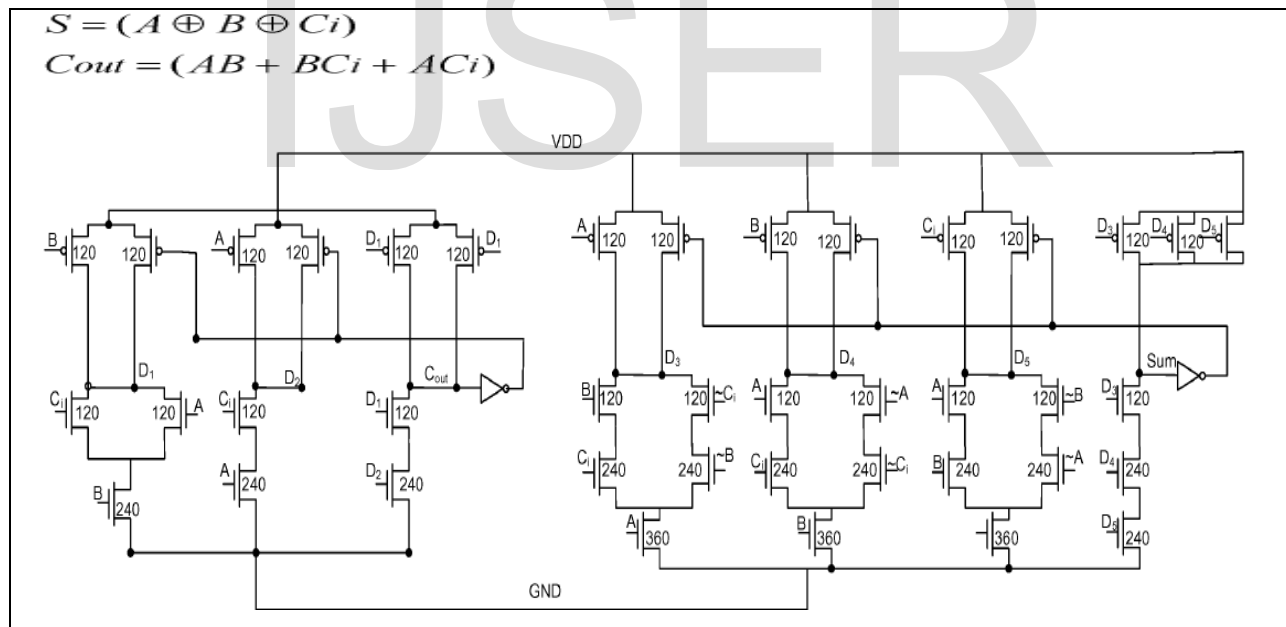 IJSER
S = (A ⊕ B ⊕ Ci)
Cout = (AB + BCi + ACi)
VDD
B 120 120 A 120 120 D₁ 120 120 D₁ A 120 120 B 120 120 Cᵢ 120 120 D₃ 120 D₄ 120 D₅
D₁ D₂ Cout D₃ D₄ D₅ Sum
Cᵢ 120 120 A Cᵢ 120 D₁ 120 B 120 120 ~Cᵢ A 120 120 ~A A 120 120 ~B D₃ 120
B 240 A 240 D₂ 240 Cᵢ 240 240 ~B Cᵢ 240 240 ~Cᵢ B 240 240 ~A D₄ 240
A 360 B 360 360 D₅ 240
GND